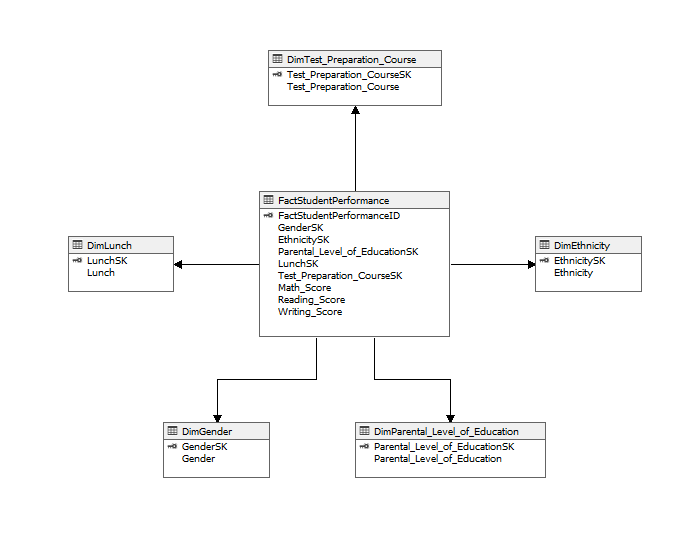 DimTest_Preparation_Course
Test_Preparation_CourseSK
Test_Preparation_Course
FactStudentPerformance
FactStudentPerformanceID
GenderSK
EthnicitySK
Parental_Level_of_EducationSK
LunchSK
Test_Preparation_CourseSK
Math_Score
Reading_Score
Writing_Score
DimLunch
LunchSK
Lunch
DimEthnicity
EthnicitySK
Ethnicity
DimGender
GenderSK
Gender
DimParental_Level_of_Education
Parental_Level_of_EducationSK
Parental_Level_of_Education